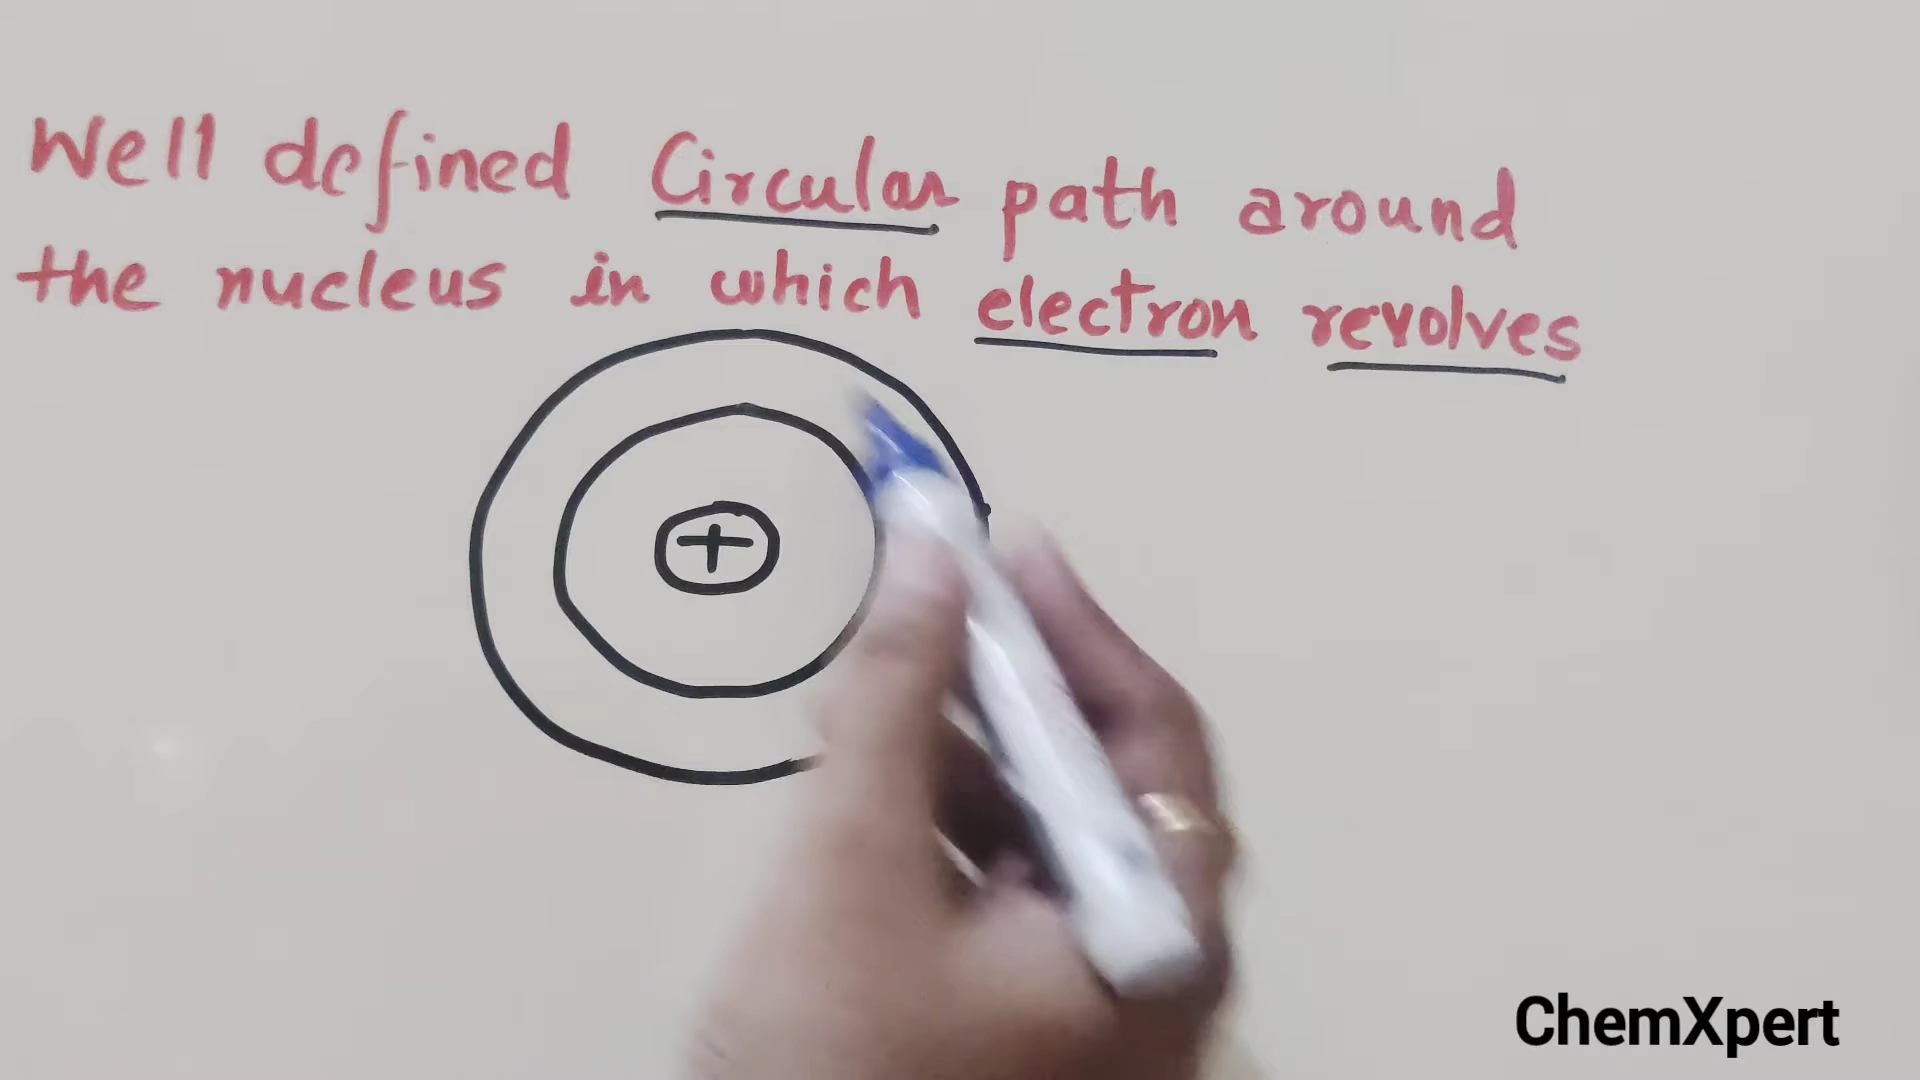 Well defined Circular path around
the nucleus in which electron revolves
+
ChemXpert